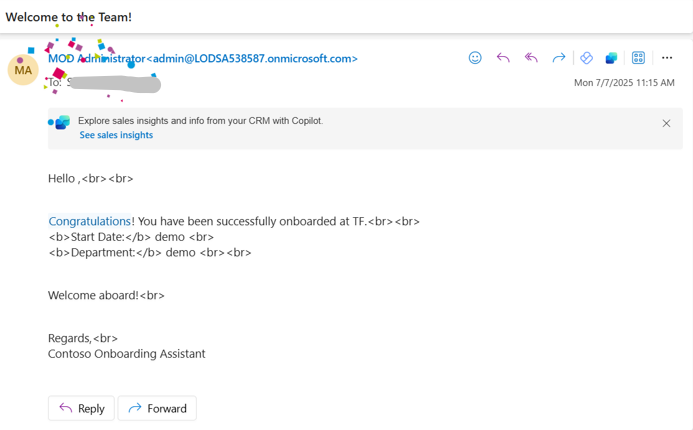 Welcome to the Team!
MA
MOD Administrator<admin@LODSA538587.onmicrosoft.com>
To:
Mon 7/7/2025 11:15 AM
Explore sales insights and info from your CRM with Copilot.
See sales insights
Hello ,<br><br>
Congratulations! You have been successfully onboarded at TF.<br><br>
<b>Start Date:</b> demo <br>
<b>Department:</b> demo <br><br>
Welcome aboard!<br>
Regards,<br>
Contoso Onboarding Assistant
Reply
Forward